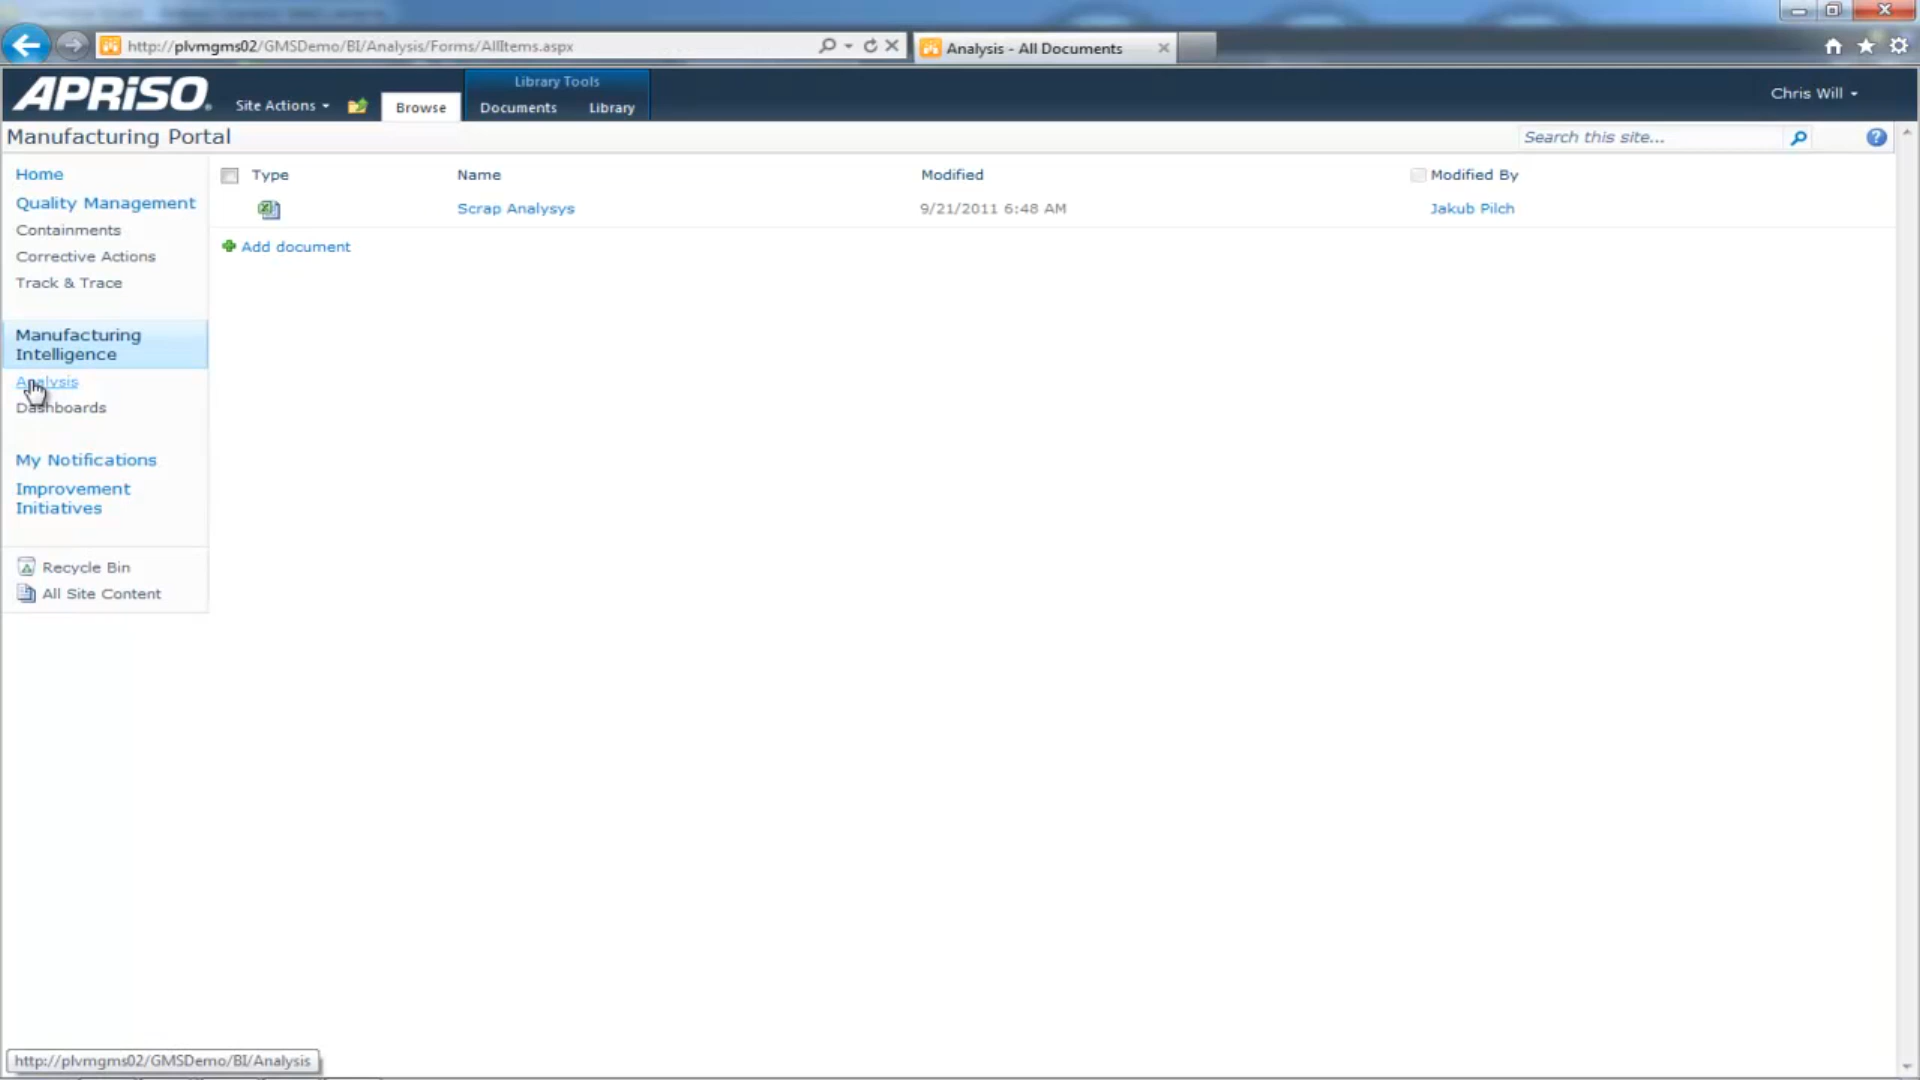 http://plvmgms02/GMSDemo/BI/Analysis/Forms/AllItems.aspx
Analysis - All Documents
APRISO
Site Actions
Browse
Library Tools
Documents
Library
Chris Will
Manufacturing Portal
Search this site...
Home
Quality Management
Containments
Corrective Actions
Track & Trace
Manufacturing
Intelligence
Analysis
Dashboards
My Notifications
Improvement
Initiatives
Recycle Bin
All Site Content
Type Name Modified Modified By
Scrap Analysys 9/21/2011 6:48 AM Jakub Pilch
Add document
http://plvmgms02/GMSDemo/BI/Analysis